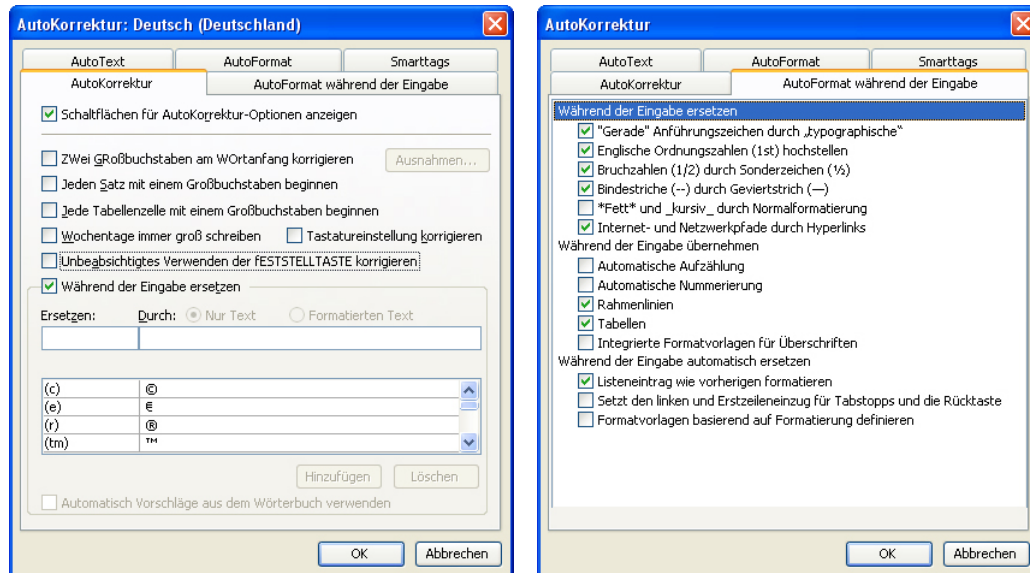 AutoKorrektur: Deutsch (Deutschland)
AutoText AutoFormat Smarttags
AutoKorrektur AutoFormat während der Eingabe
Schaltflächen für AutoKorrektur-Optionen anzeigen
ZWei GRoßbuchstaben am WOrtanfang korrigieren Ausnahmen...
Jeden Satz mit einem Großbuchstaben beginnen
Jede Tabellenzelle mit einem Großbuchstaben beginnen
Wochentage immer groß schreiben Tastatureinstellung korrigieren
Unbeabsichtigtes Verwenden der fESTSTELLTASTE korrigieren
Während der Eingabe ersetzen
Ersetzen: Durch: Nur Text Formatierten Text
(c) ©
(e) €
(r) ®
(tm) ™
Hinzufügen Löschen
Automatisch Vorschläge aus dem Wörterbuch verwenden
OK Abbrechen
AutoKorrektur
AutoText AutoFormat Smarttags
AutoKorrektur AutoFormat während der Eingabe
Während der Eingabe ersetzen
"Gerade" Anführungszeichen durch „typographische“
Englische Ordnungszahlen (1st) hochstellen
Bruchzahlen (1/2) durch Sonderzeichen (½)
Bindestriche (--) durch Geviertstrich (—)
*Fett* und _kursiv_ durch Normalformatierung
Internet- und Netzwerkpfade durch Hyperlinks
Während der Eingabe übernehmen
Automatische Aufzählung
Automatische Nummerierung
Rahmenlinien
Tabellen
Integrierte Formatvorlagen für Überschriften
Während der Eingabe automatisch ersetzen
Listeneintrag wie vorherigen formatieren
Setzt den linken und Erstzeileneinzug für Tabstopps und die Rücktaste
Formatvorlagen basierend auf Formatierung definieren
OK Abbrechen